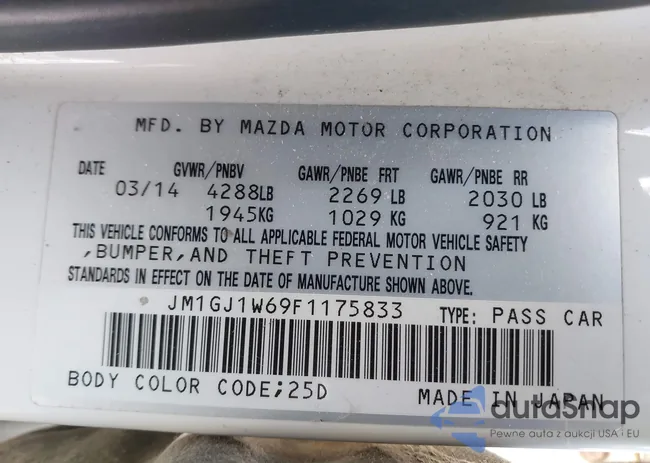 MFD. BY MAZDA MOTOR CORPORATION
DATE GVWR/PNBV GAWR/PNBE FRT GAWR/PNBE RR
03/14 4288LB 2269 LB 2030 LB
1945KG 1029 KG 921 KG
THIS VEHICLE CONFORMS TO ALL APPLICABLE FEDERAL MOTOR VEHICLE SAFETY
,BUMPER,AND THEFT PREVENTION
STANDARDS IN EFFECT ON THE DATE OF MANUFACTURE SHOWN ABOVE.
JM1GJ1W69F1175833 TYPE: PASS CAR
BODY COLOR CODE;25D MADE IN JAPAN
autaSnap
Pewne auta z aukcji USA i EU